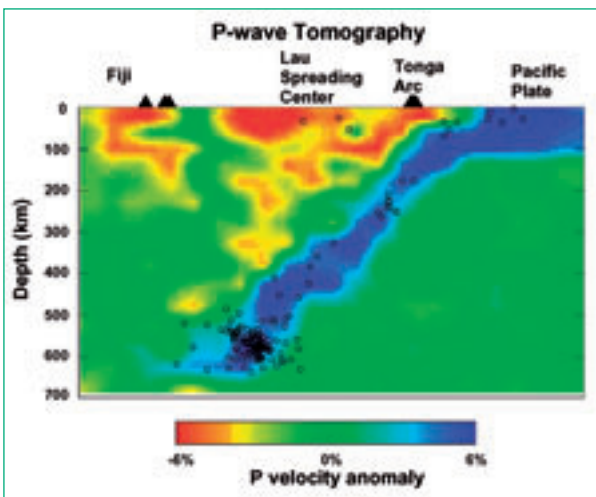 P-wave Tomography
Fiji
Lau
Spreading
Center
Tonga
Arc
Pacific
Plate
0
100
200
300
400
500
600
700
Depth (km)
-6%
0%
6%
P velocity anomaly